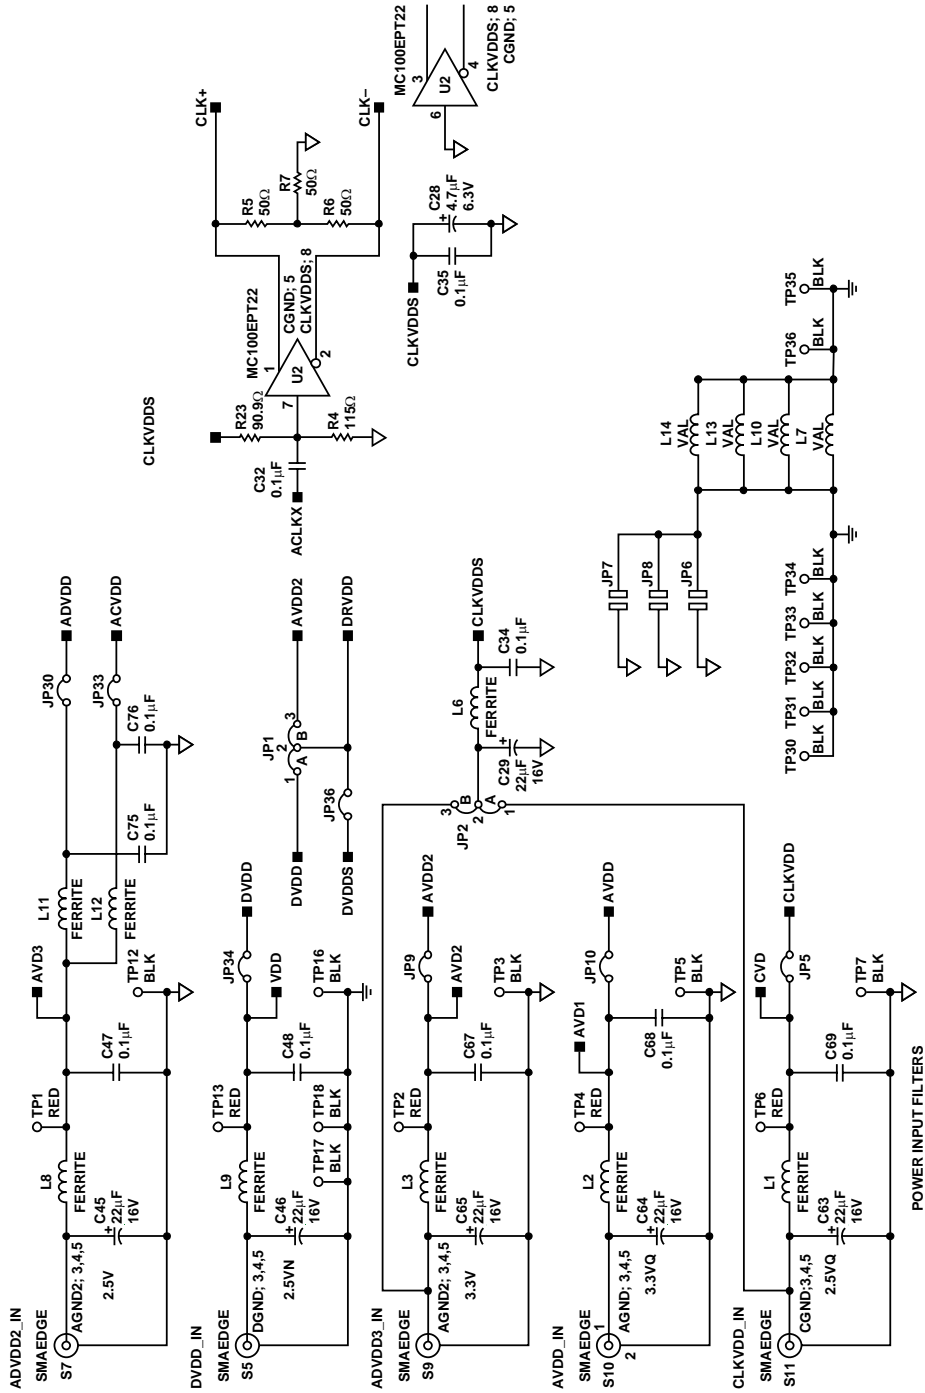 ADVDD2_IN
SMAEDGE
S7
AGND2; 3,4,5
2.5V
C45
22µF
16V
L8
FERRITE
TP1
RED
C47
0.1µF
AVD3
TP12
BLK
L11
FERRITE
L12
FERRITE
C75
0.1µF
C76
0.1µF
JP30
ADVDD
JP33
ACVDD
DVDD_IN
SMAEDGE
S5
DGND; 3,4,5
2.5VN
C46
22µF
16V
L9
FERRITE
TP13
RED
TP17
BLK
TP18
BLK
C48
0.1µF
VDD
TP16
BLK
JP34
DVDD
DVDD
DVDDS
JP36
JP1
1
2
3
A
B
AVDD2
DRVDD
ADVDD3_IN
SMAEDGE
S9
AGND2; 3,4,5
3.3V
C65
22µF
16V
L3
FERRITE
TP2
RED
C67
0.1µF
AVD2
TP3
BLK
JP9
AVDD2
JP2
3
2
1
B
A
C29
22µF
16V
L6
FERRITE
C34
0.1µF
CLKVDDS
AVDD_IN
SMAEDGE
S10
1
2
AGND; 3,4,5
3.3VQ
C64
22µF
16V
L2
FERRITE
TP4
RED
AVD1
C68
0.1µF
TP5
BLK
JP10
AVDD
CLKVDD_IN
SMAEDGE
S11
CGND;3,4,5
2.5VQ
C63
22µF
16V
L1
FERRITE
TP6
RED
C69
0.1µF
CVD
TP7
BLK
JP5
CLKVDD
POWER INPUT FILTERS
ACLKX
C32
0.1µF
CLKVDDS
R23
90.9Ω
R4
115Ω
7
U2
MC100EPT22
1
2
CGND; 5
CLKVDDS; 8
R5
50Ω
R6
50Ω
R7
50Ω
CLK+
CLK–
CLKVDDS
C35
0.1µF
C28
4.7µF
6.3V
MC100EPT22
6
U2
3
4
CLKVDDS; 8
CGND; 5
JP7
JP8
JP6
L14
VAL
L13
VAL
L10
VAL
L7
VAL
TP30
BLK
TP31
BLK
TP32
BLK
TP33
BLK
TP34
BLK
TP36
BLK
TP35
BLK